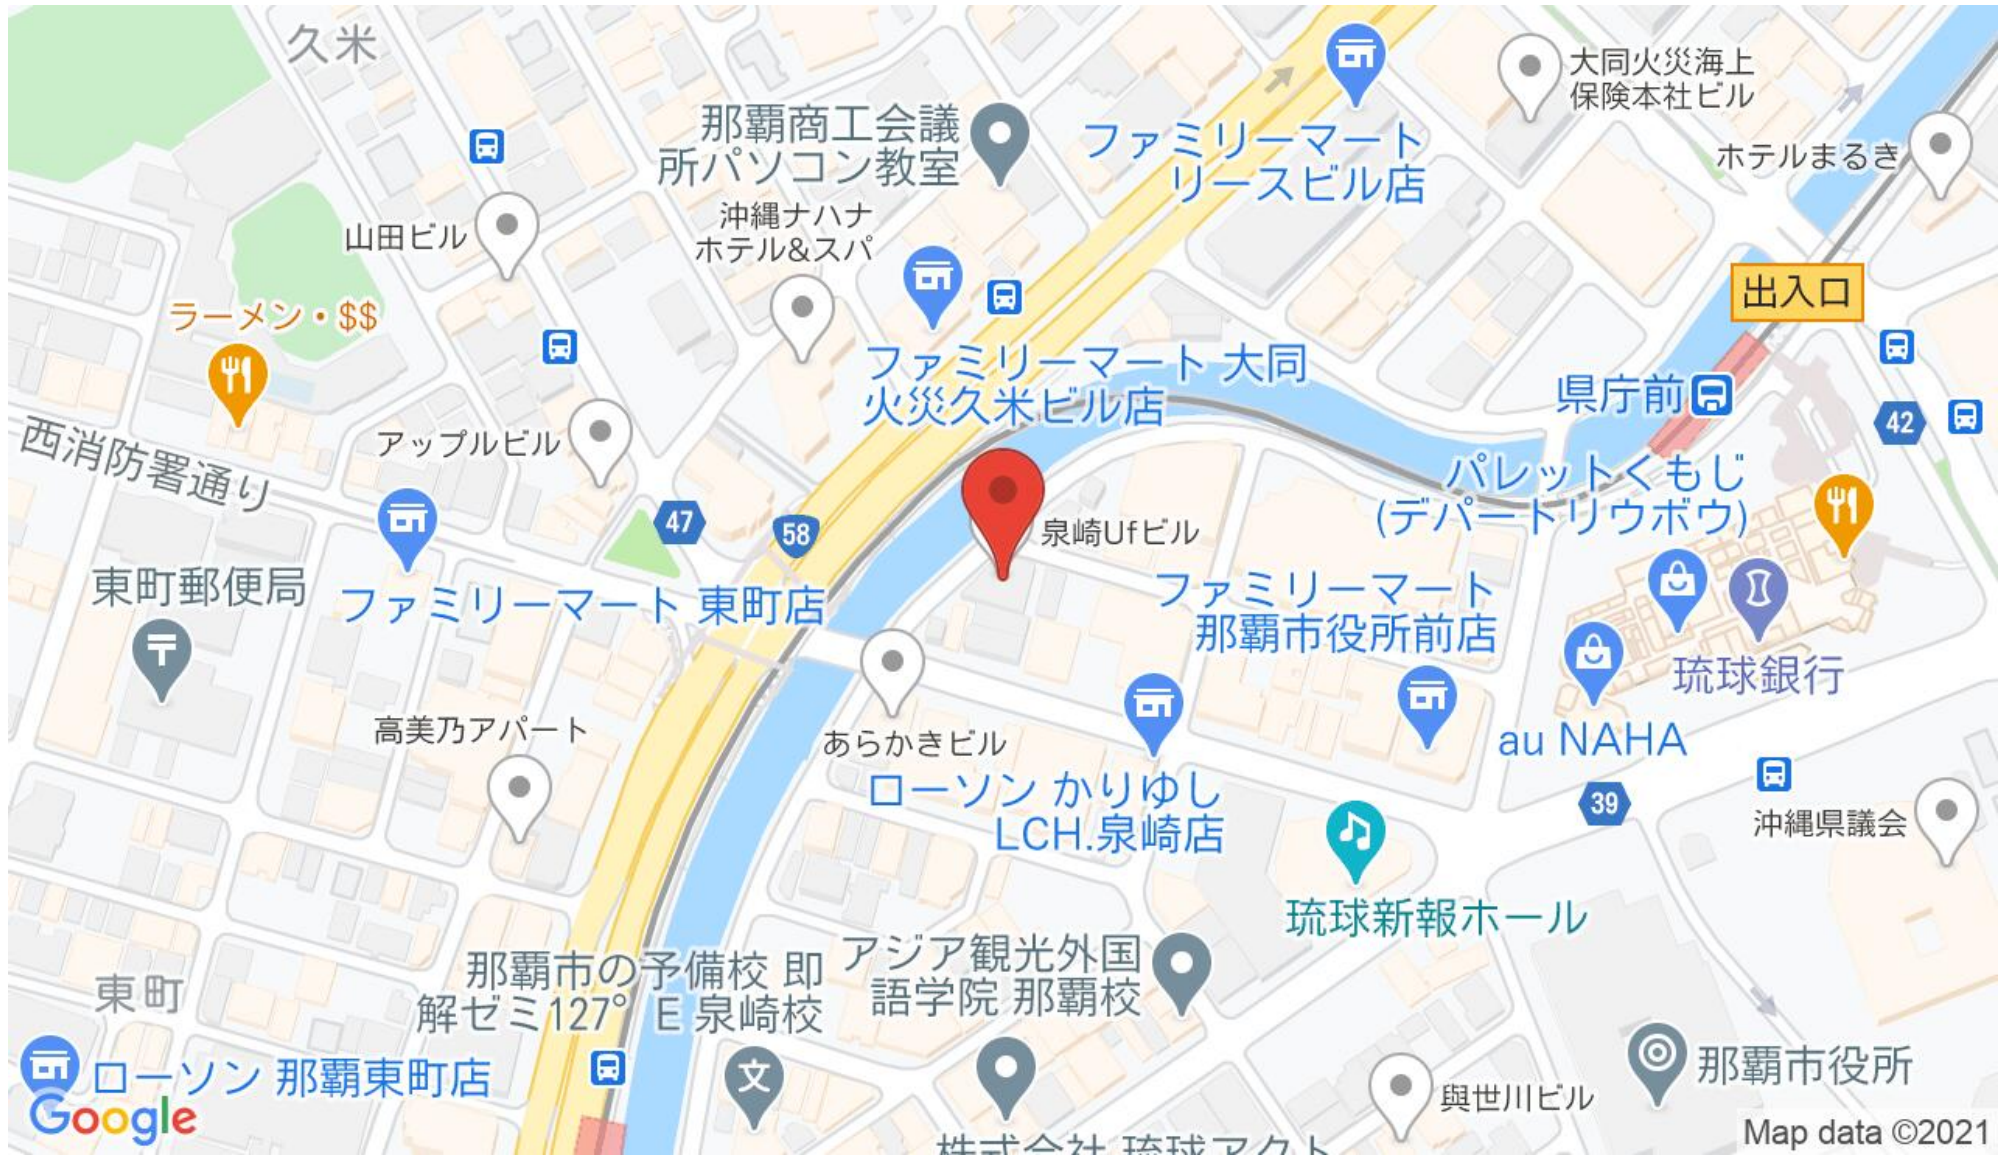 久米
大同火災海上
保険本社ビル
那覇商工会議
所パソコン教室
ファミリーマート
リースビル店
ホテルまるき
沖縄ナハナ
ホテル&スパ
山田ビル
出入口
ラーメン・$$
ファミリーマート 大同
火災久米ビル店
県庁前
42
西消防署通り
アップルビル
パレットくもじ
(デパートリウボウ)
47
58
泉崎Ufビル
東町郵便局
ファミリーマート 東町店
ファミリーマート
那覇市役所前店
琉球銀行
高美乃アパート
あらかきビル
au NAHA
ローソン かりゆし
LCH.泉崎店
39
沖縄県議会
琉球新報ホール
那覇市の予備校 即
解ゼミ127° E 泉崎校
アジア観光外国
語学院 那覇校
東町
ローソン 那覇東町店
文
那覇市役所
與世川ビル
Google
株式会社 琉球アクト
Map data ©2021